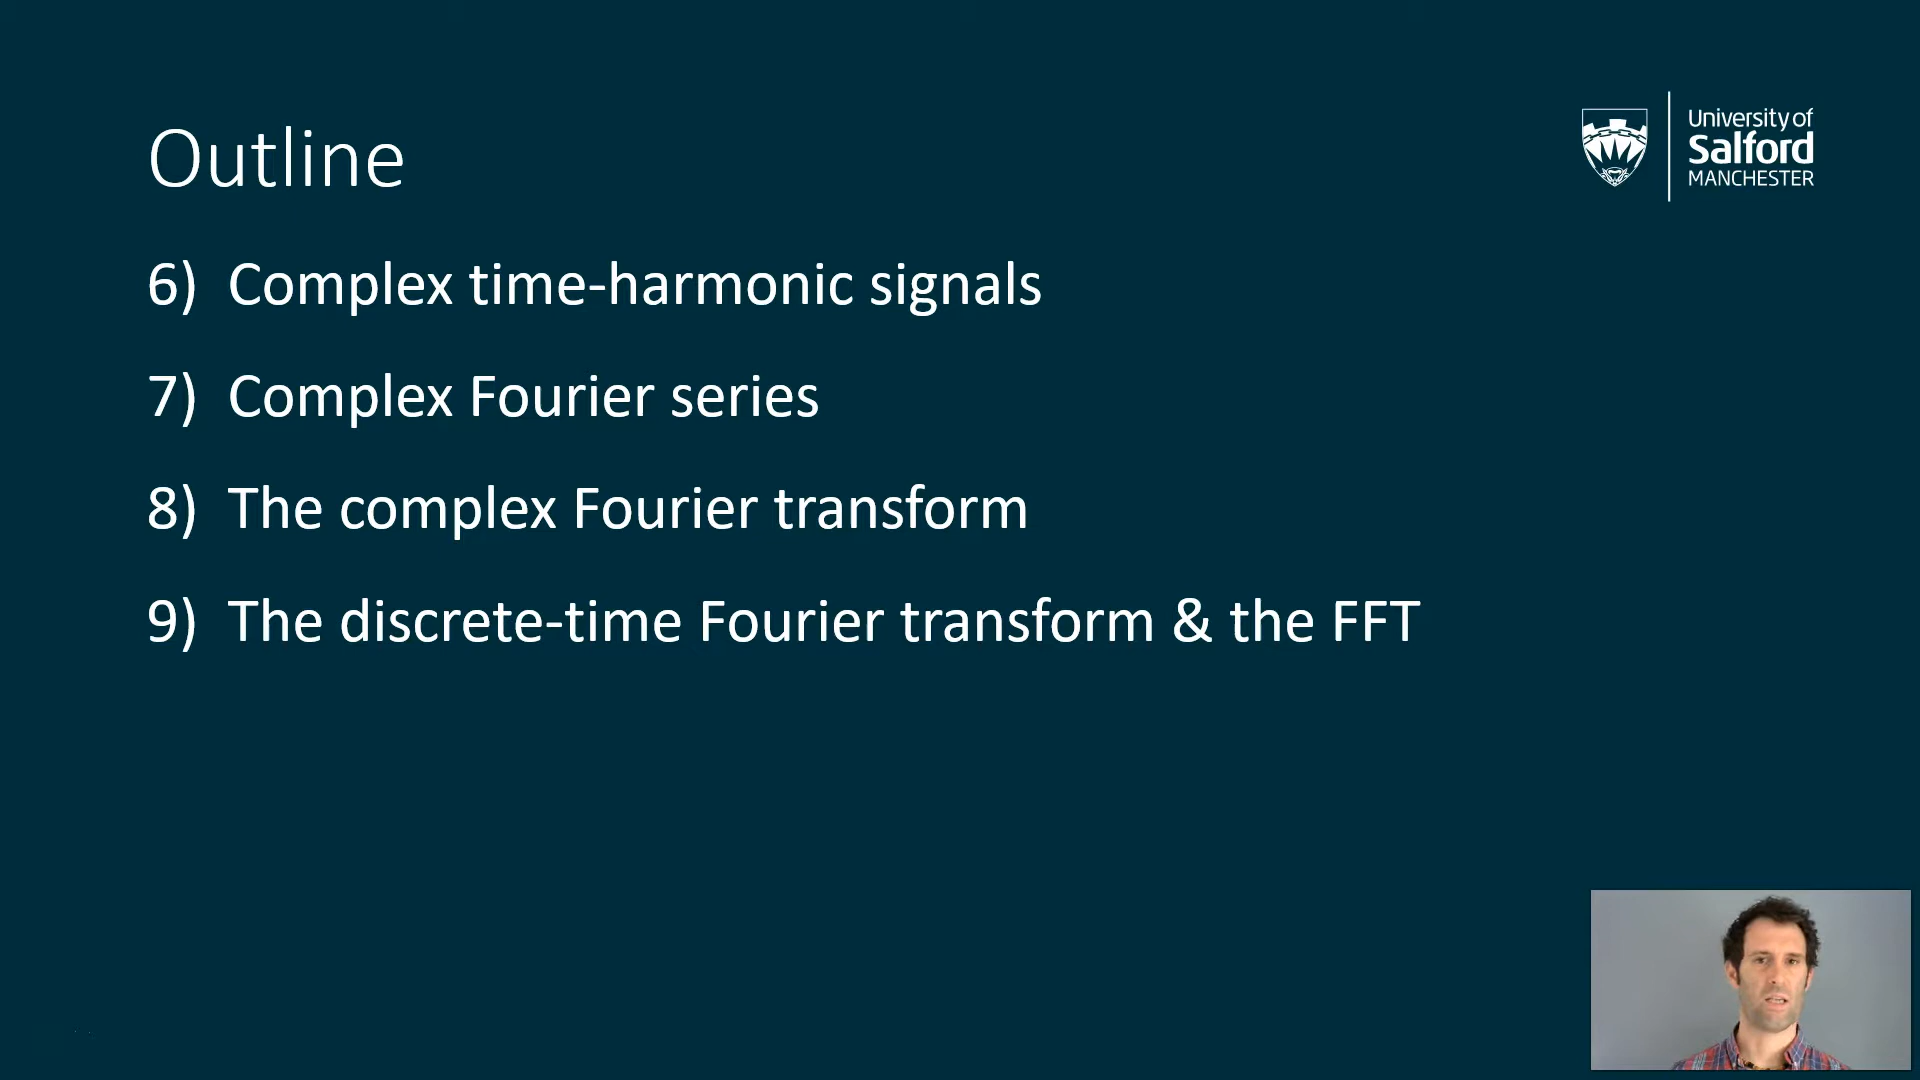 Outline
University of
Salford
MANCHESTER
6) Complex time-harmonic signals
7) Complex Fourier series
8) The complex Fourier transform
9) The discrete-time Fourier transform & the FFT